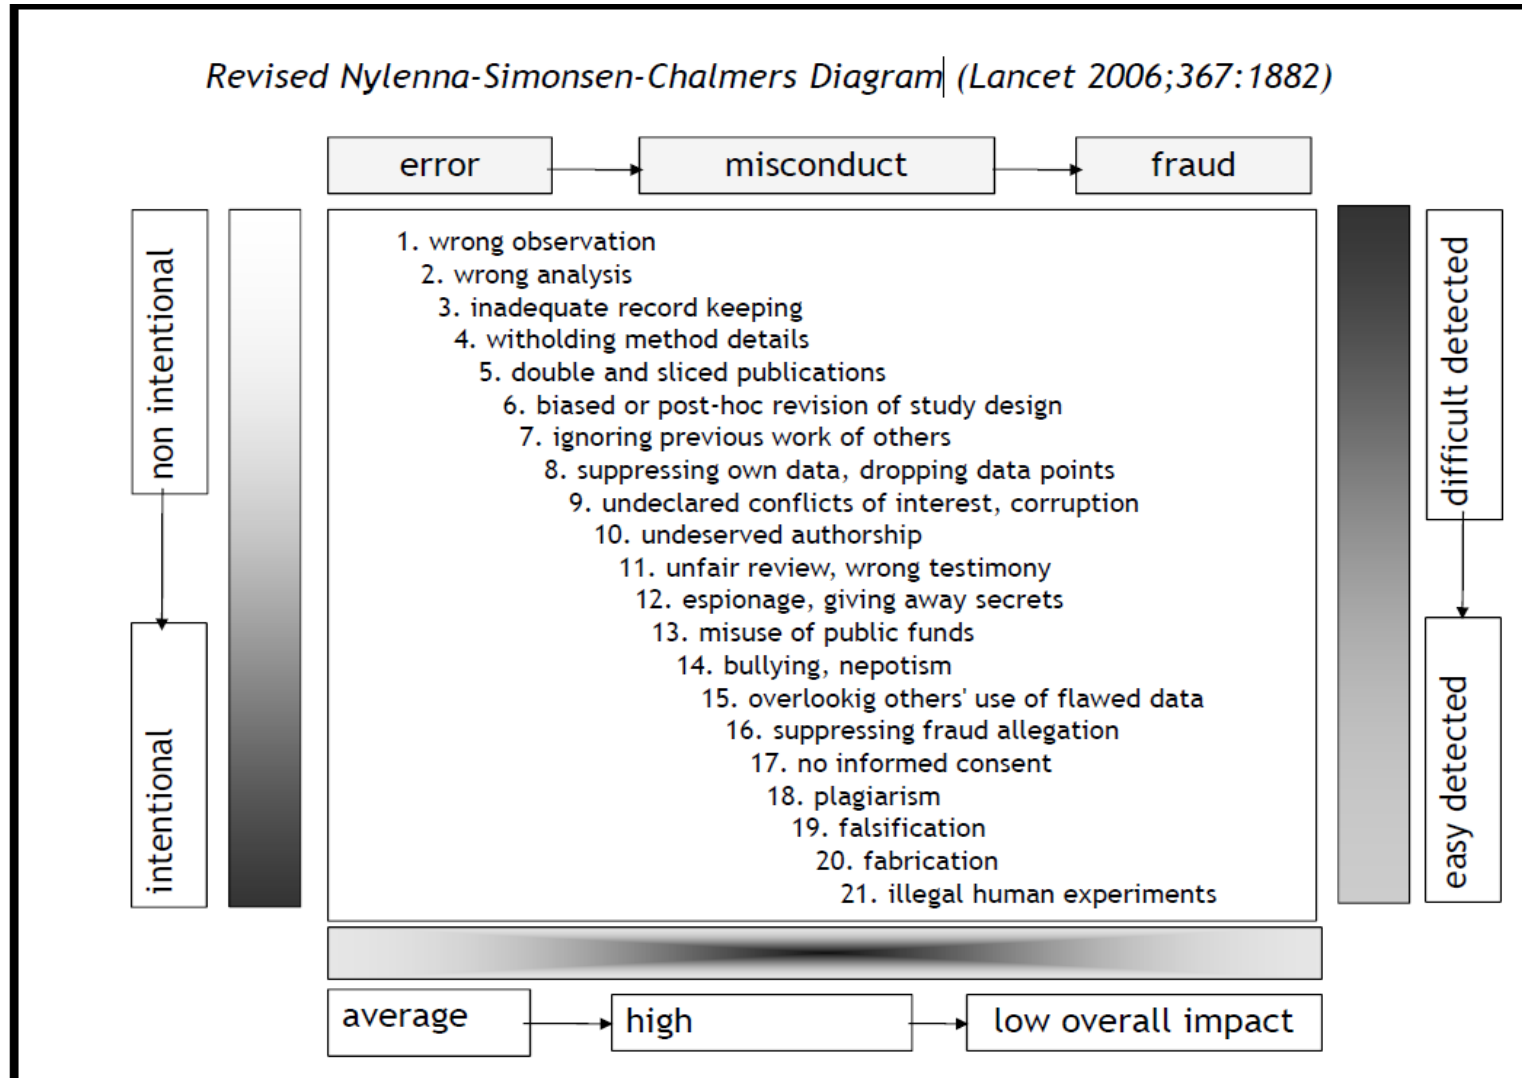 Revised Nylenna-Simonsen-Chalmers Diagram (Lancet 2006;367:1882)
error
misconduct
fraud
non intentional
intentional
1. wrong observation
2. wrong analysis
3. inadequate record keeping
4. witholding method details
5. double and sliced publications
6. biased or post-hoc revision of study design
7. ignoring previous work of others
8. suppressing own data, dropping data points
9. undeclared conflicts of interest, corruption
10. undeserved authorship
11. unfair review, wrong testimony
12. espionage, giving away secrets
13. misuse of public funds
14. bullying, nepotism
15. overlookig others' use of flawed data
16. suppressing fraud allegation
17. no informed consent
18. plagiarism
19. falsification
20. fabrication
21. illegal human experiments
difficult detected
easy detected
average
high
low overall impact